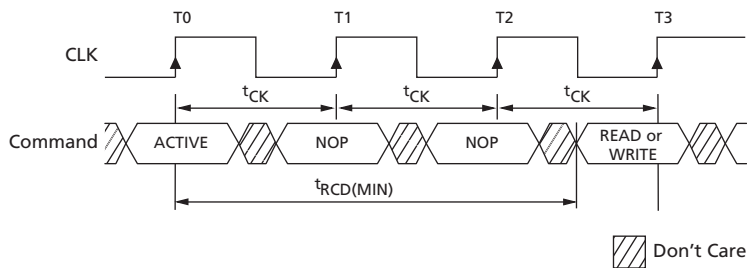 T0 T1 T2 T3
CLK
tCK tCK tCK
Command ACTIVE NOP NOP READ or
WRITE
tRCD(MIN)
Don't Care